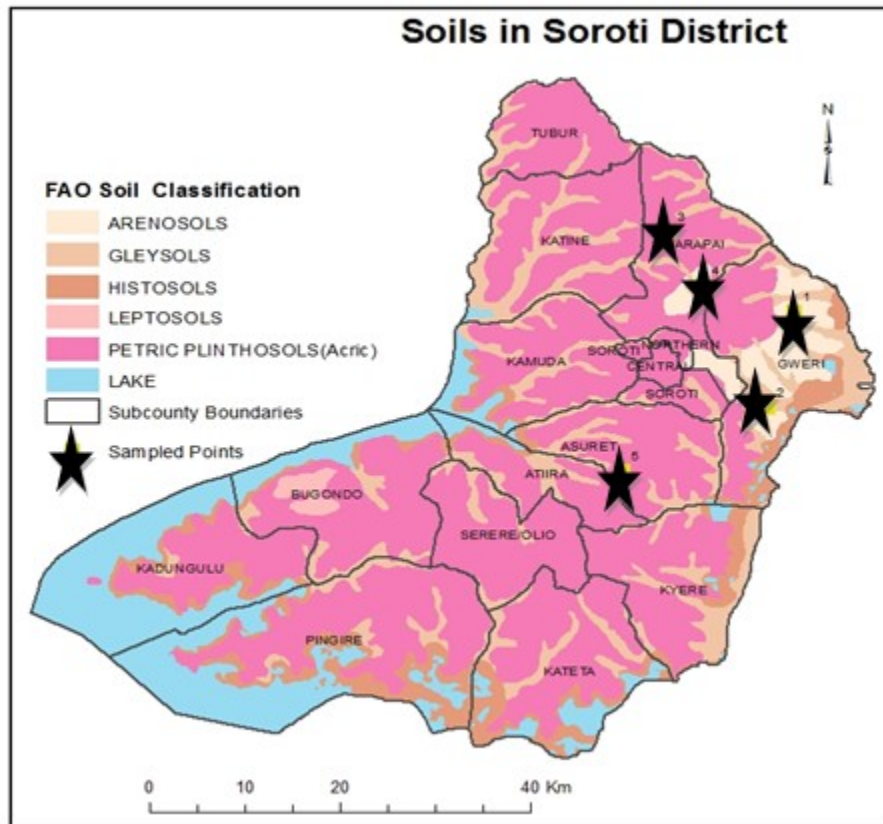 Soils in Soroti District
N
FAO Soil Classification
ARENOSOLS
GLEYSOLS
HISTOSOLS
LEPTOSOLS
PETRIC PLINTHOSOLS(Acric)
LAKE
Subcounty Boundaries
Sampled Points
TUBUR
3
KATINE
ARAPAI
4
1
NORTHERN
SOROTI
KAMUDA
CENTRAL
GWERI
SOROTI
2
ASURET
5
ATIIRA
BUGONDO
SERERE/OLIO
KADUNGULU
KYERE
PINGIRE
KATETA
0 10 20 40 Km